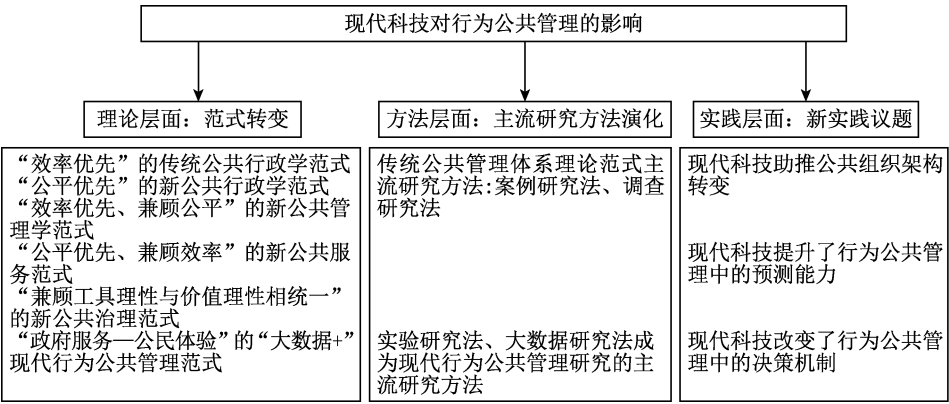 现代科技对行为公共管理的影响
理论层面：范式转变
方法层面：主流研究方法演化
实践层面：新实践议题
“效率优先”的传统公共行政学范式
“公平优先”的新公共行政学范式
“效率优先、兼顾公平”的新公共管
理学范式
“公平优先、兼顾效率”的新公共服
务范式
“兼顾工具理性与价值理性相统一”
的新公共治理范式
“政府服务—公民体验”的“大数据+”
现代行为公共管理范式
传统公共管理体系理论范式主
流研究方法:案例研究法、调查
研究法
实验研究法、大数据研究法成
为现代行为公共管理研究的主
流研究方法
现代科技助推公共组织架构
转变
现代科技提升了行为公共管
理中的预测能力
现代科技改变了行为公共管
理中的决策机制